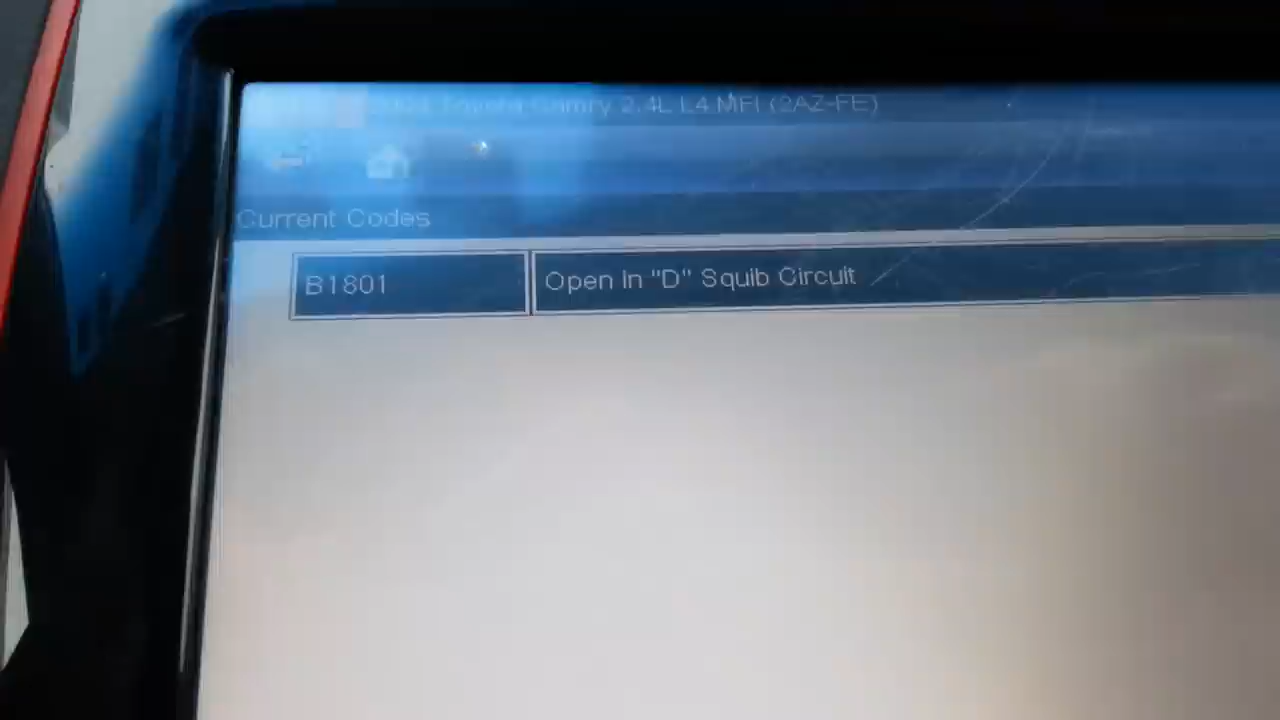 Toyota Camry 2.4L L4 MFI (2AZ-FE)
Current Codes
B1801
Open In "D" Squib Circuit